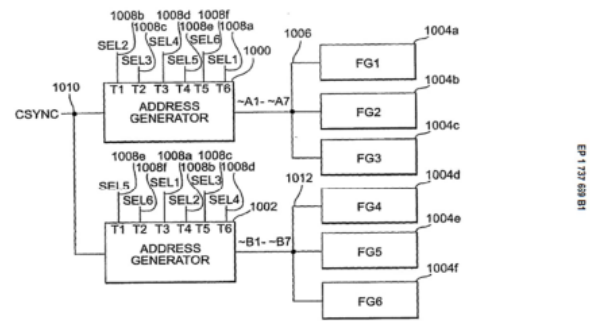 1008b 1008d 1008f
1008c 1008e 1008a
SEL2 SEL4 SEL6 1000
SEL3 SEL5 SEL1
1006
1004a
FG1
1010
T1 T2 T3 T4 T5 T6
CSYNC
ADDRESS
GENERATOR
~A1- ~A7
1004b
FG2
1004c
FG3
1008e 1008a 1008c
1008f 1008b 1008d
SEL5 SEL1 SEL3
SEL6 SEL2 SEL4 1002
1012
1004d
FG4
T1 T2 T3 T4 T5 T6
ADDRESS
GENERATOR
~B1- ~B7
1004e
FG5
1004f
FG6
EP 1 737 669 B1